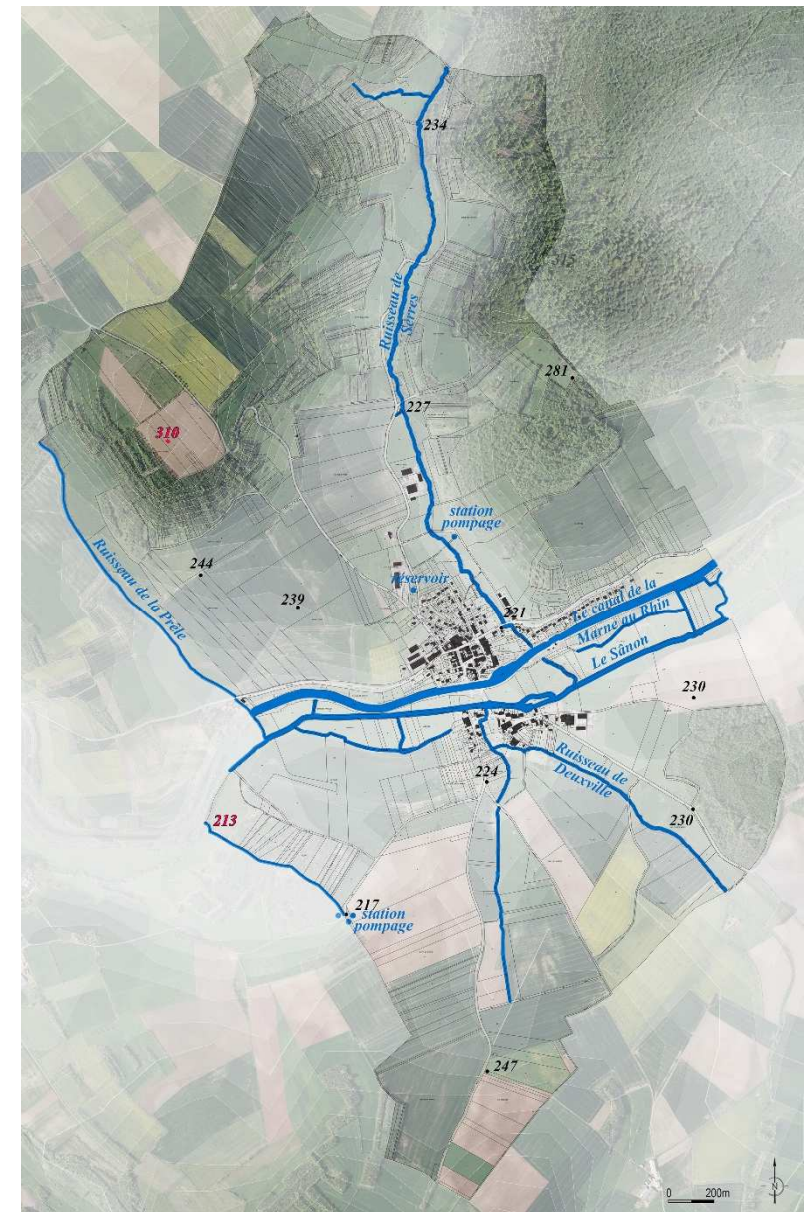 234
Ruisseau de
Serres
315
281
227
310
station
pompage
244
réservoir
239
Ruisseau de la Prêle
221
Le canal de la
Marne au Rhin
Le Sânon
230
Ruisseau de
Deuxville
224
230
213
217
station
pompage
247
0 200m
N